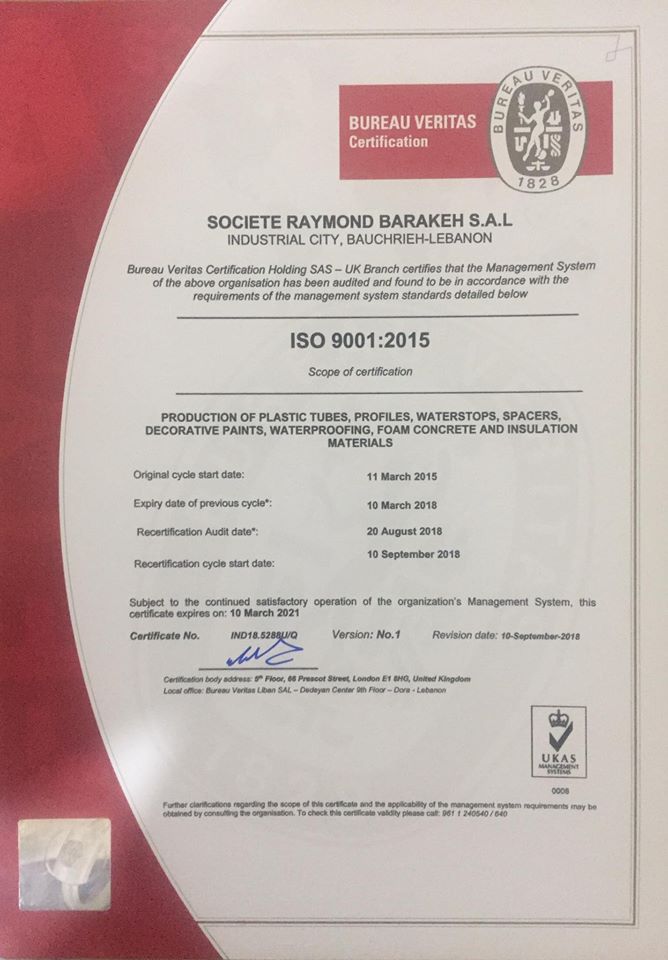 BUREAU VERITAS
Certification
BUREAU VERITAS
1828
SOCIETE RAYMOND BARAKEH S.A.L
INDUSTRIAL CITY, BAUCHRIEH-LEBANON
Bureau Veritas Certification Holding SAS – UK Branch certifies that the Management System
of the above organisation has been audited and found to be in accordance with the
requirements of the management system standards detailed below
ISO 9001:2015
Scope of certification
PRODUCTION OF PLASTIC TUBES, PROFILES, WATERSTOPS, SPACERS,
DECORATIVE PAINTS, WATERPROOFING, FOAM CONCRETE AND INSULATION
MATERIALS
Original cycle start date: 11 March 2015
Expiry date of previous cycle*: 10 March 2018
Recertification Audit date*: 20 August 2018
Recertification cycle start date: 10 September 2018
Subject to the continued satisfactory operation of the organization's Management System, this
certificate expires on: 10 March 2021
Certificate No. IND18.5288U/Q Version: No.1 Revision date: 10-September-2018
Certification body address: 5th Floor, 66 Prescot Street, London E1 8HG, United Kingdom
Local office: Bureau Veritas Liban SAL – Dedeyan Center 9th Floor – Dora - Lebanon
UKAS
MANAGEMENT
SYSTEMS
0008
Further clarifications regarding the scope of this certificate and the applicability of the management system requirements may be
obtained by consulting the organisation. To check this certificate validity please call: 961 1 240540 / 640